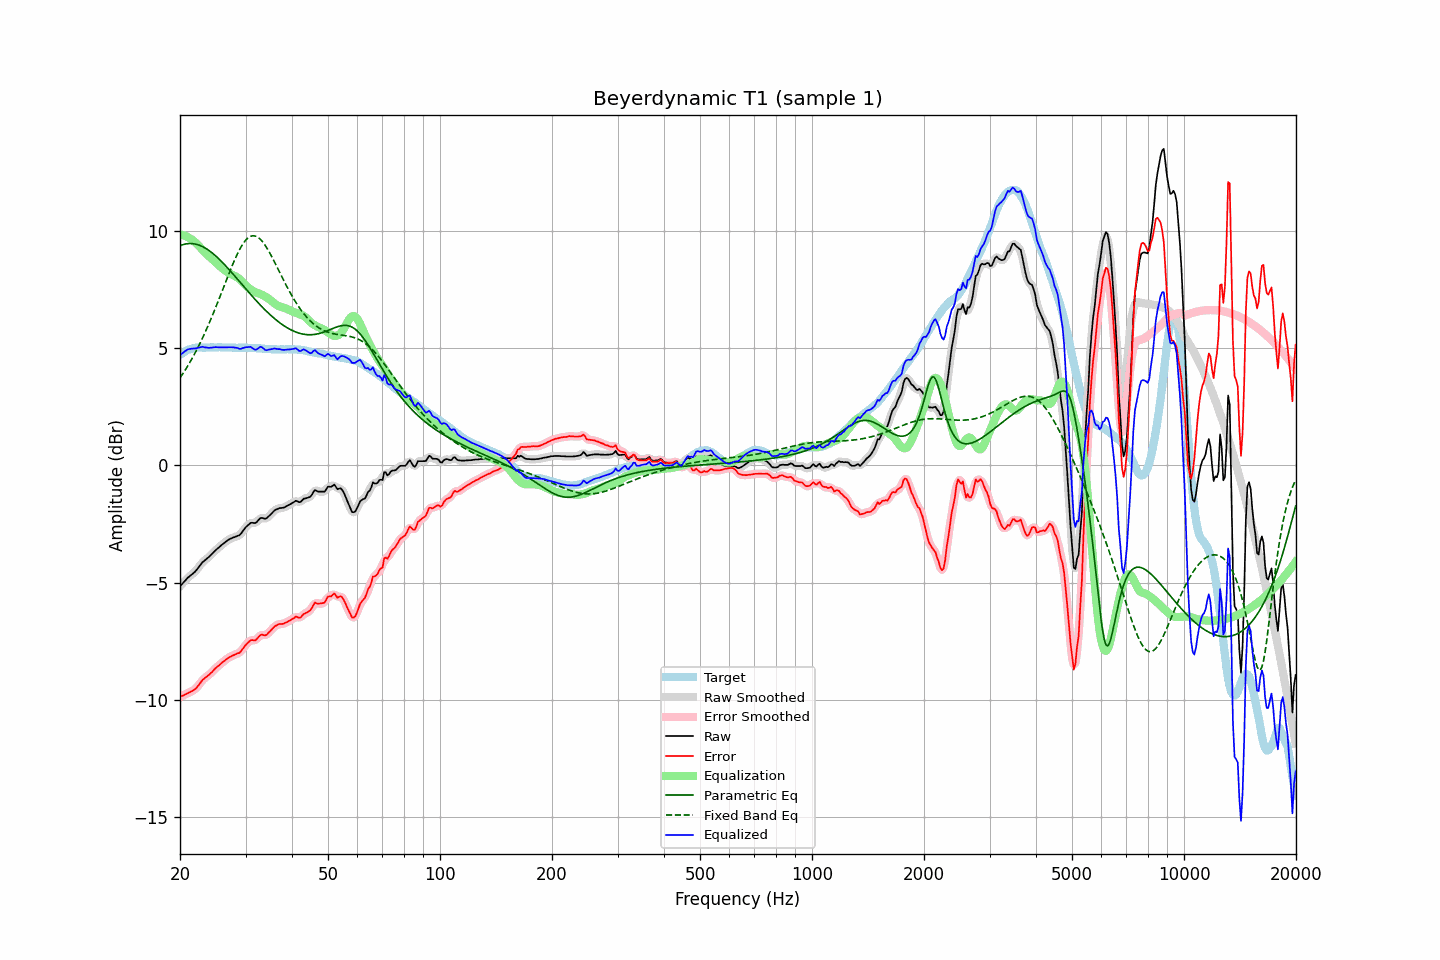 Beyerdynamic T1 (sample 1)
Amplitude (dBr)
10
5
0
−5
−10
−15
Target
Raw Smoothed
Error Smoothed
Raw
Error
Equalization
Parametric Eq
Fixed Band Eq
Equalized
20
50
100
200
500
1000
2000
5000
10000
20000
Frequency (Hz)